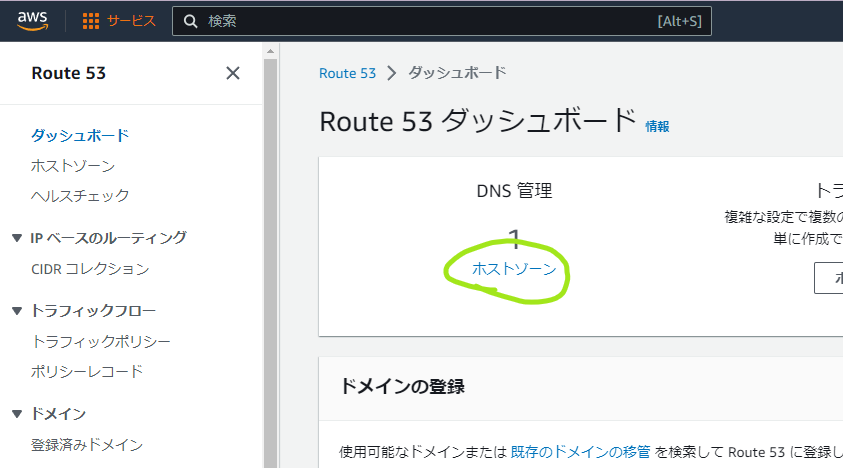 aws サービス 検索 [Alt+S]
Route 53
ダッシュボード
ホストゾーン
ヘルスチェック
IP ベースのルーティング
CIDR コレクション
トラフィックフロー
トラフィックポリシー
ポリシーレコード
ドメイン
登録済みドメイン
Route 53 > ダッシュボード
Route 53 ダッシュボード 情報
DNS 管理
1
ホストゾーン
トラ
複雑な設定で複数の
単に作成で
ドメインの登録
使用可能なドメインまたは 既存のドメインの移管 を検索して Route 53 に登録し